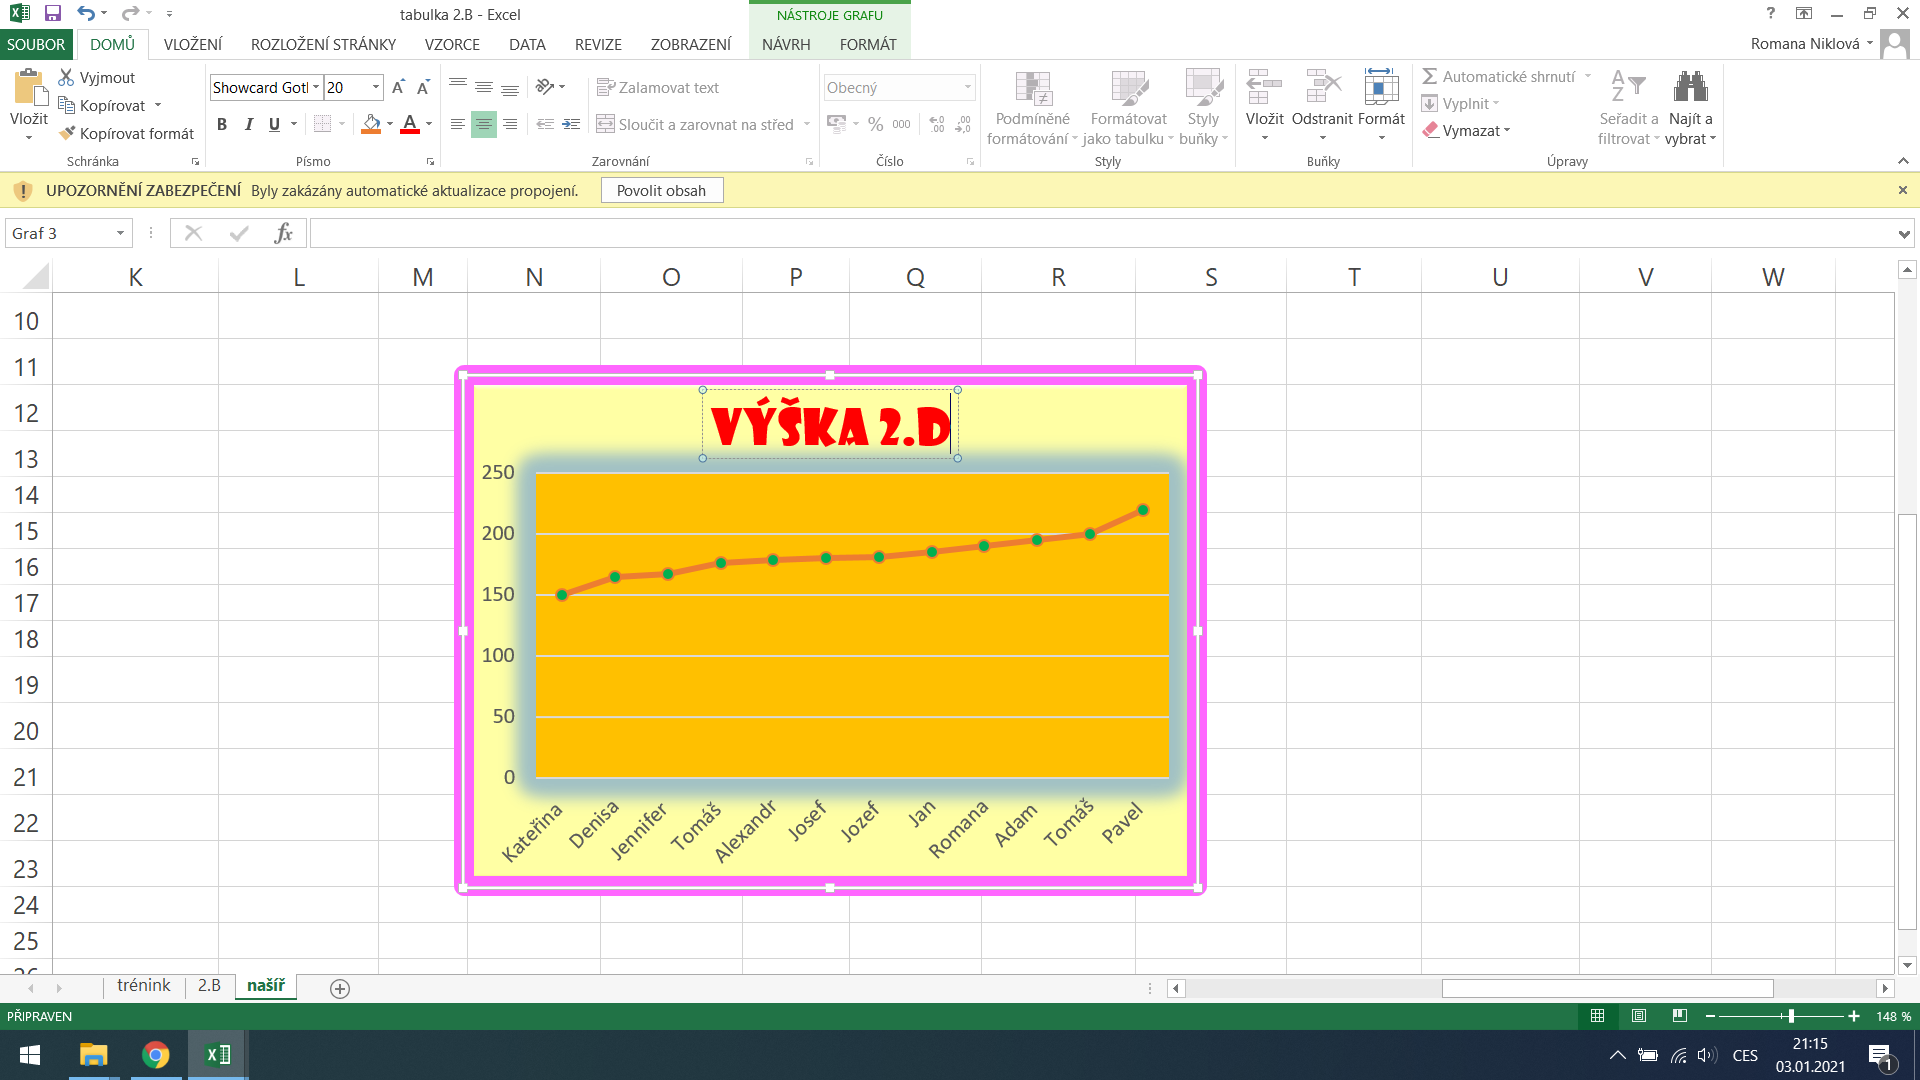 tabulka 2.B - Excel
NÁSTROJE GRAFU
?
SOUBOR DOMŮ VLOŽENÍ ROZLOŽENÍ STRÁNKY VZORCE DATA REVIZE ZOBRAZENÍ NÁVRH FORMÁT Romana Niklová
Vložit
Vyjmout
Kopírovat
Kopírovat formát
Schránka
Showcard Gotl 20
B I U A
Písmo
Zalamovat text
Sloučit a zarovnat na střed
Zarovnání
Obecný
% 000
Číslo
Podmíněné formátování
Formátovat jako tabulku
Styly buňky
Styly
Vložit Odstranit Formát
Buňky
Automatické shrnutí
Vyplnit
Vymazat
Seřadit a filtrovat
Najít a vybrat
Úpravy
UPOZORNĚNÍ ZABEZPEČENÍ Byly zakázány automatické aktualizace propojení. Povolit obsah
Graf 3 fx
K L M N O P Q R S T U V W
10
11
12
13
14
15
16
17
18
19
20
21
22
23
24
25
26
VÝŠKA 2.D
250
200
150
100
50
0
Kateřina Denisa Jennifer Tomáš Alexandr Josef Jozef Jan Romana Adam Tomáš Pavel
trénink 2.B našíř
PŘIPRAVEN 148 %
CES
21:15
03.01.2021
1